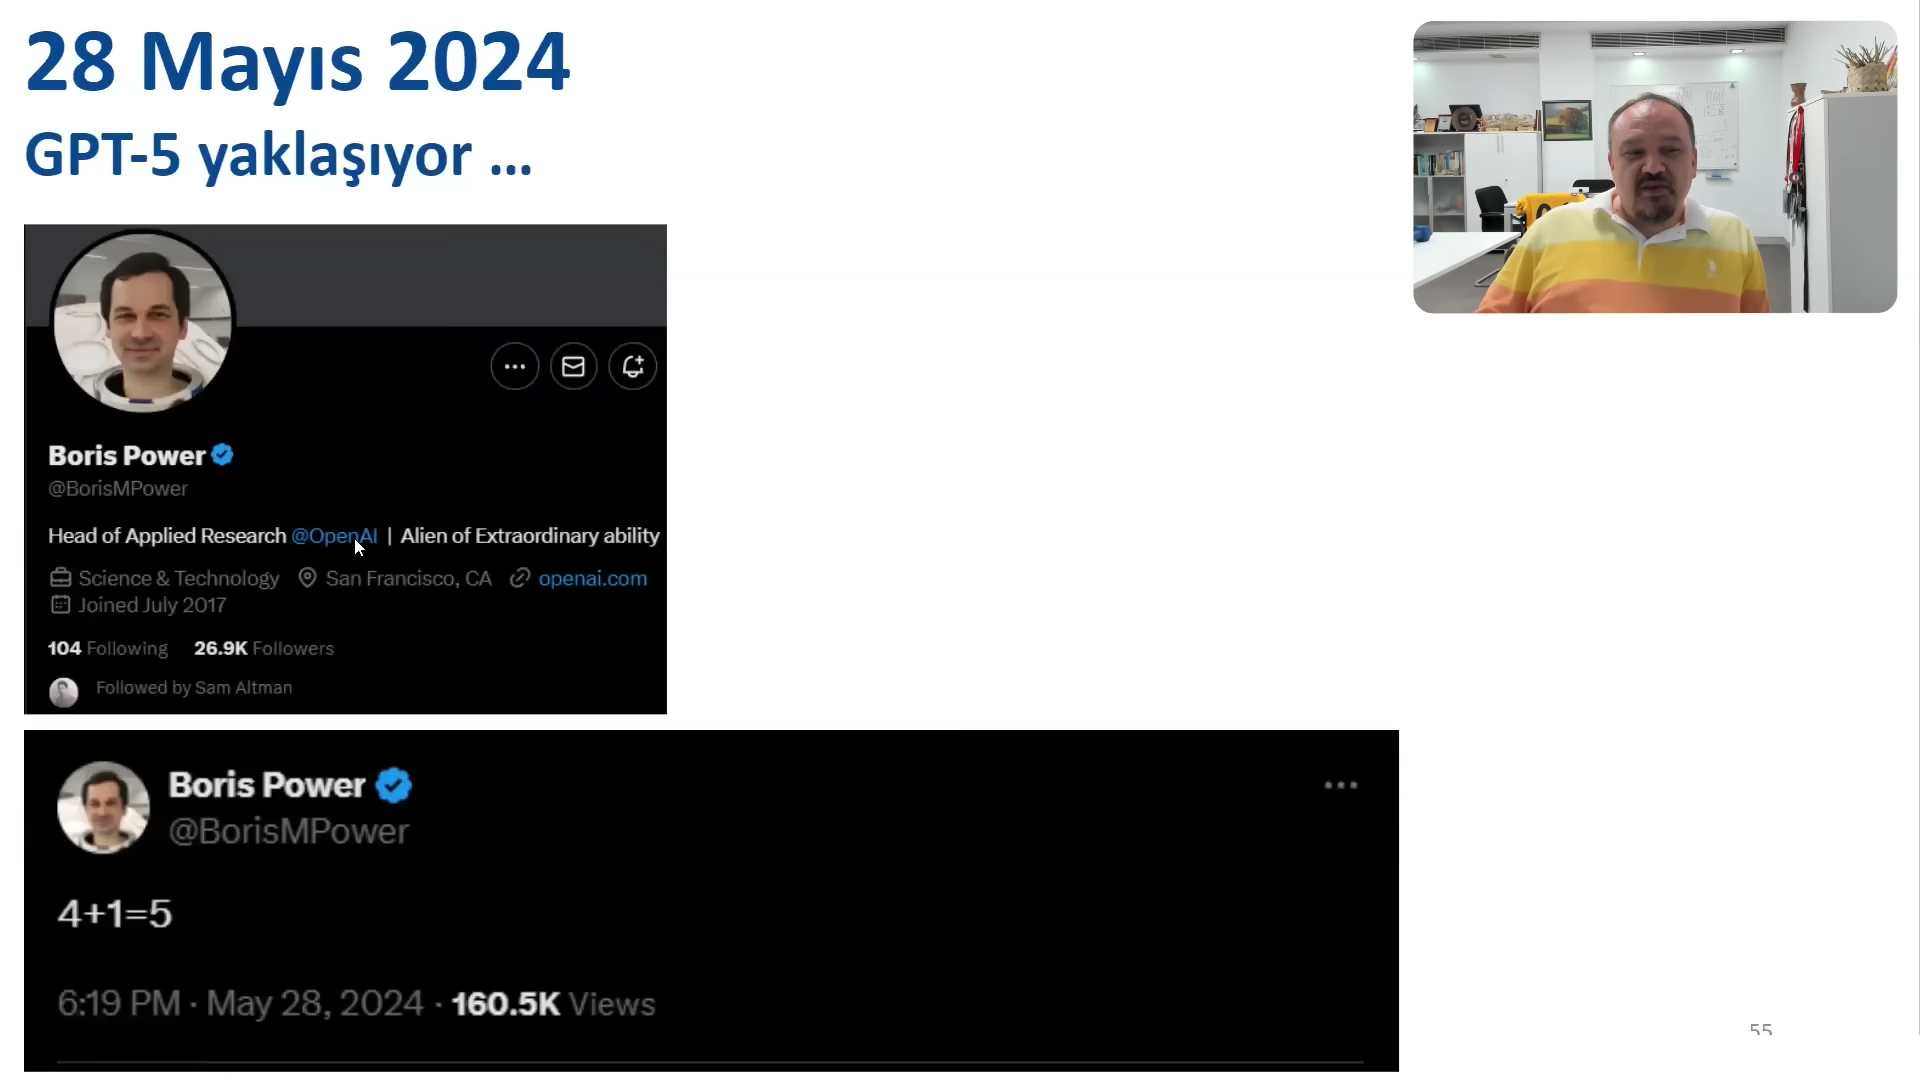 28 Mayıs 2024
GPT-5 yaklaşıyor ...
Boris Power
@BorisMPower
Head of Applied Research @OpenAI | Alien of Extraordinary ability
Science & Technology San Francisco, CA openai.com
Joined July 2017
104 Following 26.9K Followers
Followed by Sam Altman
Boris Power
@BorisMPower
4+1=5
6:19 PM · May 28, 2024 · 160.5K Views
55